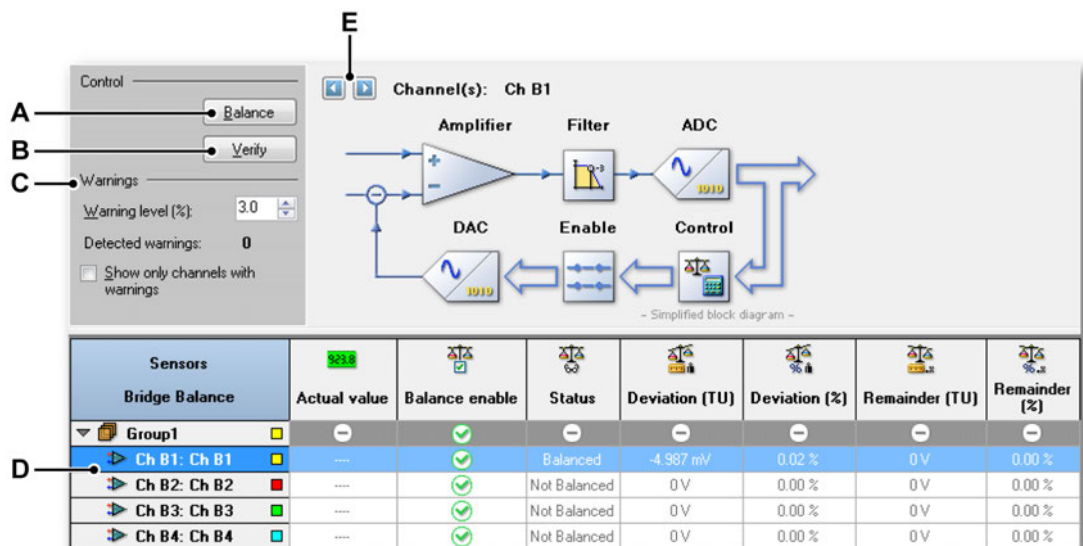 E
Control
Channel(s): Ch B1
A
Balance
Amplifier Filter ADC
B
Verify
+
−
-3
1010
C
Warnings
Warning level (%): 3.0
DAC Enable Control
Detected warnings: 0
Show only channels with
warnings
1010
- Simplified block diagram -
Sensors
Bridge Balance
923.8
Actual value Balance enable Status Deviation (TU) Deviation (%) Remainder (TU) Remainder
(%)
Group1
D
Ch B1: Ch B1 ---- Balanced -4.987 mV 0.02 % 0 V 0.00 %
Ch B2: Ch B2 ---- Not Balanced 0 V 0.00 % 0 V 0.00 %
Ch B3: Ch B3 ---- Not Balanced 0 V 0.00 % 0 V 0.00 %
Ch B4: Ch B4 ---- Not Balanced 0 V 0.00 % 0 V 0.00 %